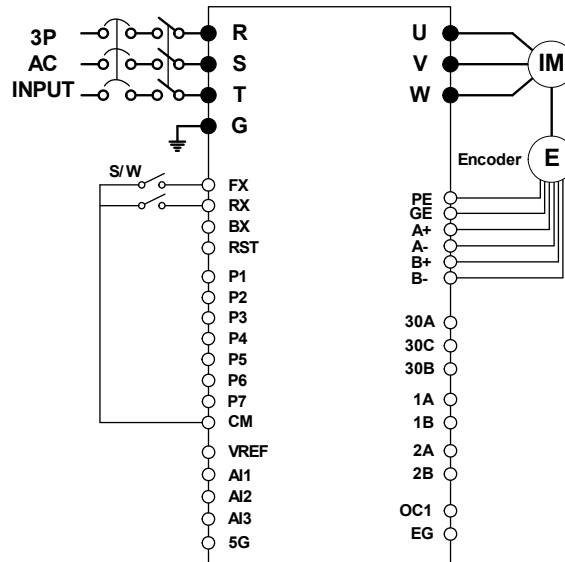 3P
AC
INPUT
R
S
T
G
S/W
FX
RX
BX
RST
P1
P2
P3
P4
P5
P6
P7
CM
VREF
AI1
AI2
AI3
5G
U
V
W
IM
Encoder
E
PE
GE
A+
A-
B+
B-
30A
30C
30B
1A
1B
2A
2B
OC1
EG